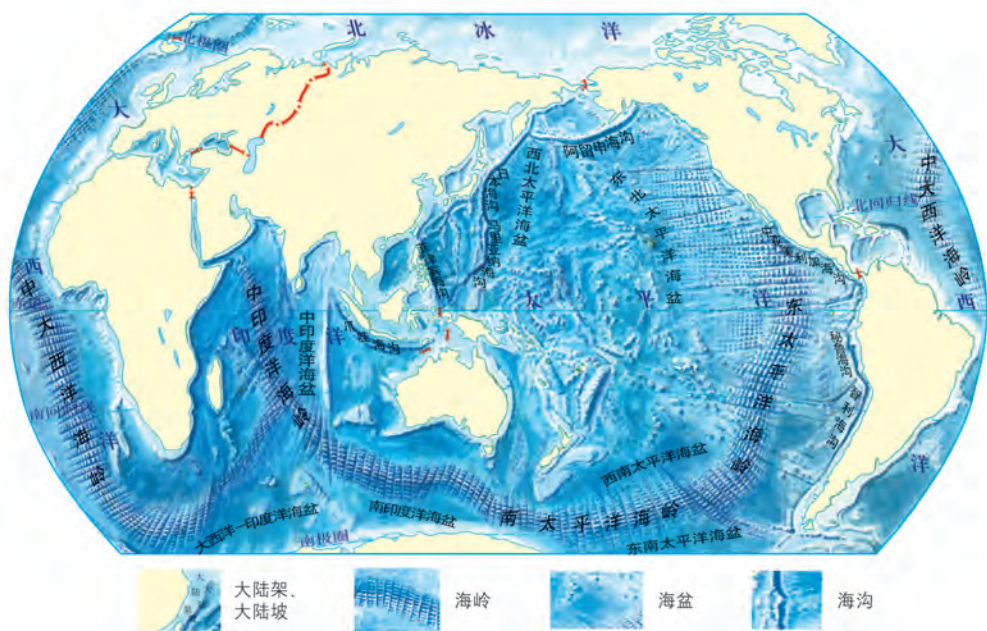 北冰洋
北极圈
大
大
阿留申海沟
西北太平洋海盆
日本海沟
马里亚纳海沟
东北太平洋海盆
中大西洋海岭
北回归线
太平洋
西
西
中大西洋海岭
印度洋
中印度洋海岭
中印度洋海盆
爪哇海沟
东太平洋海岭
秘鲁海沟
智利海沟
南回归线
洋
洋
西南太平洋海盆
大西洋－印度洋海盆
南印度洋海盆
南太平洋海岭
南极圈
东南太平洋海盆
大陆架
大陆架、
大陆坡
海岭
海盆
海沟